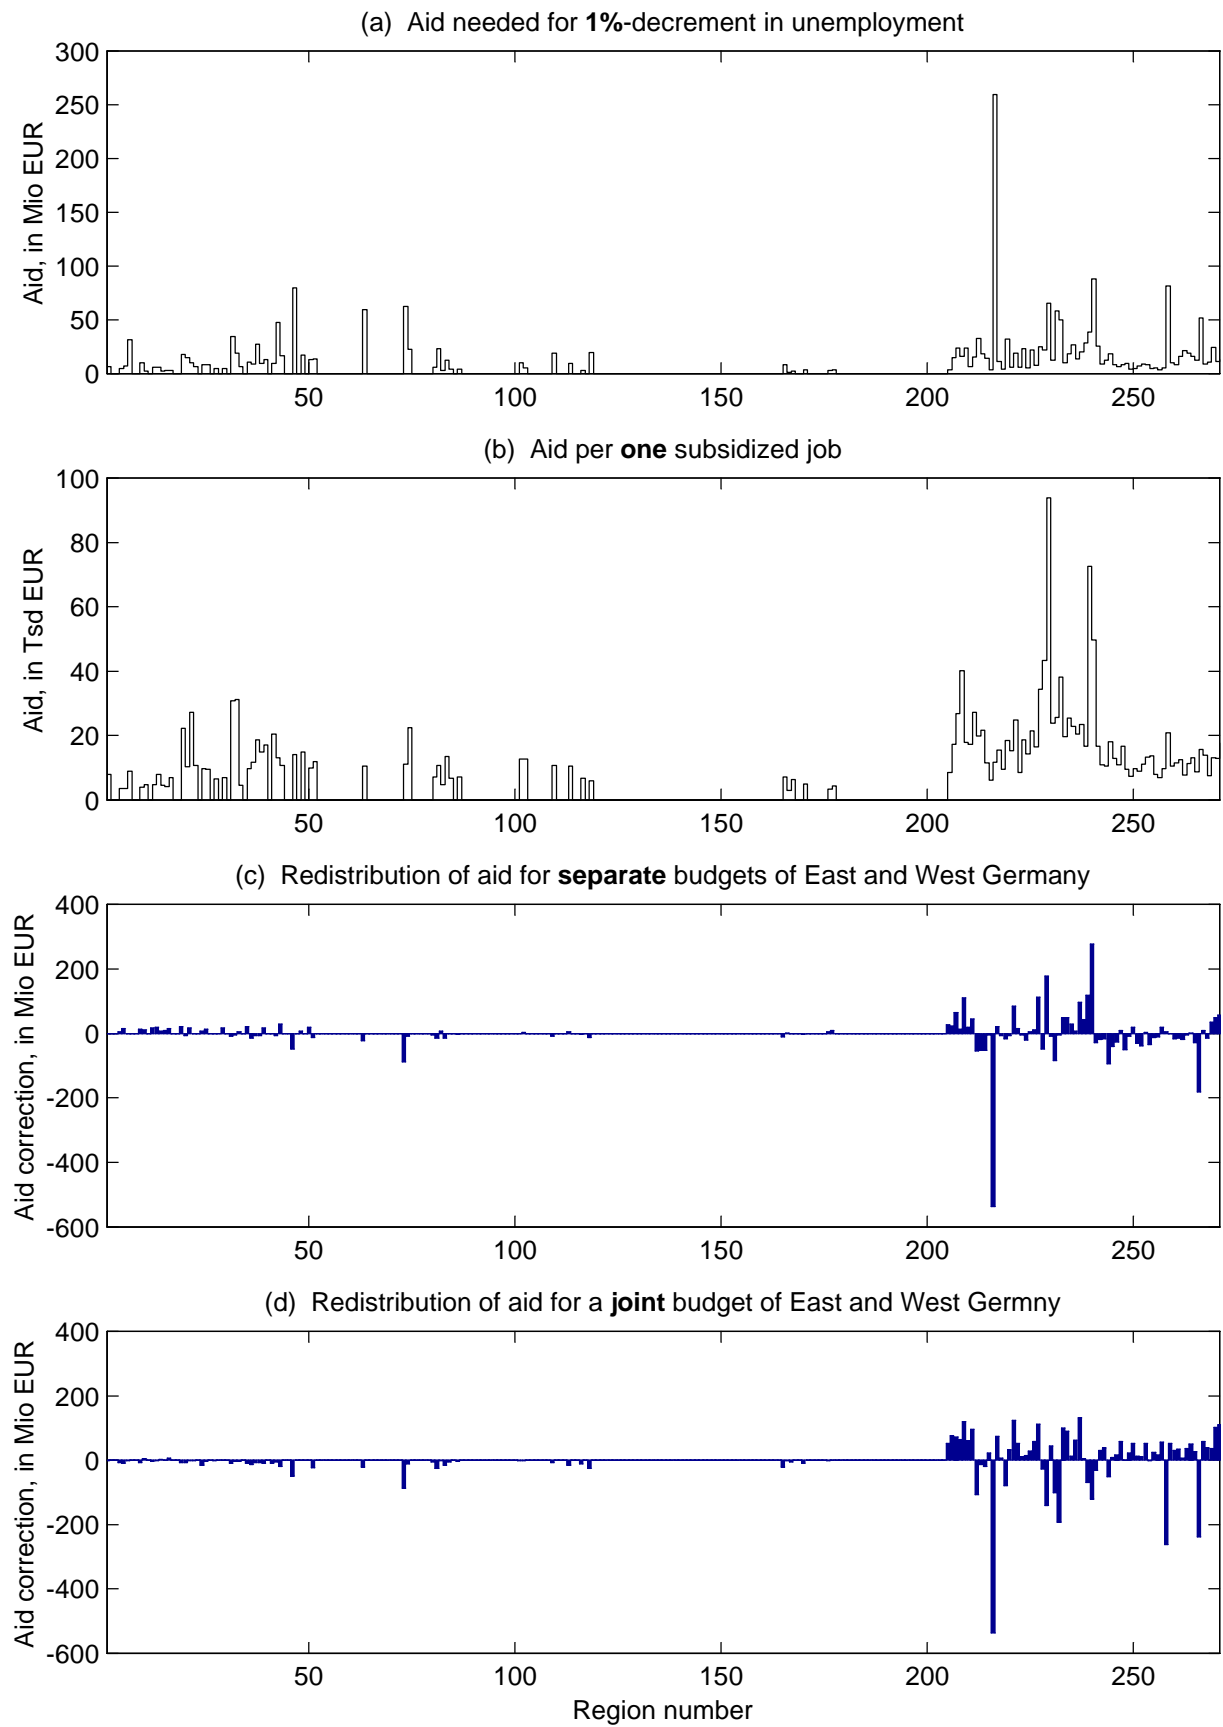 (a) Aid needed for 1%-decrement in unemployment
300
250
200
150
100
50
0
Aid, in Mio EUR
50 100 150 200 250
(b) Aid per one subsidized job
100
80
60
40
20
0
Aid, in Tsd EUR
50 100 150 200 250
(c) Redistribution of aid for separate budgets of East and West Germany
400
200
0
-200
-400
-600
Aid correction, in Mio EUR
50 100 150 200 250
(d) Redistribution of aid for a joint budget of East and West Germny
400
200
0
-200
-400
-600
Aid correction, in Mio EUR
50 100 150 200 250
Region number